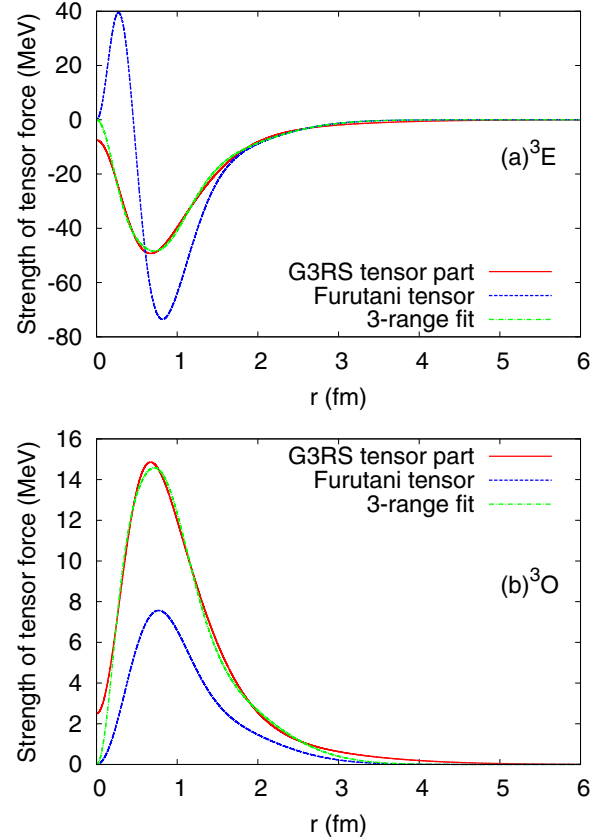 Strength of tensor force (MeV)
40
20
0
-20
-40
-60
-80
(a)³E
G3RS tensor part
Furutani tensor
3-range fit
0 1 2 3 4 5 6
r (fm)
Strength of tensor force (MeV)
16
14
12
10
8
6
4
2
0
G3RS tensor part
Furutani tensor
3-range fit
(b)³O
0 1 2 3 4 5 6
r (fm)